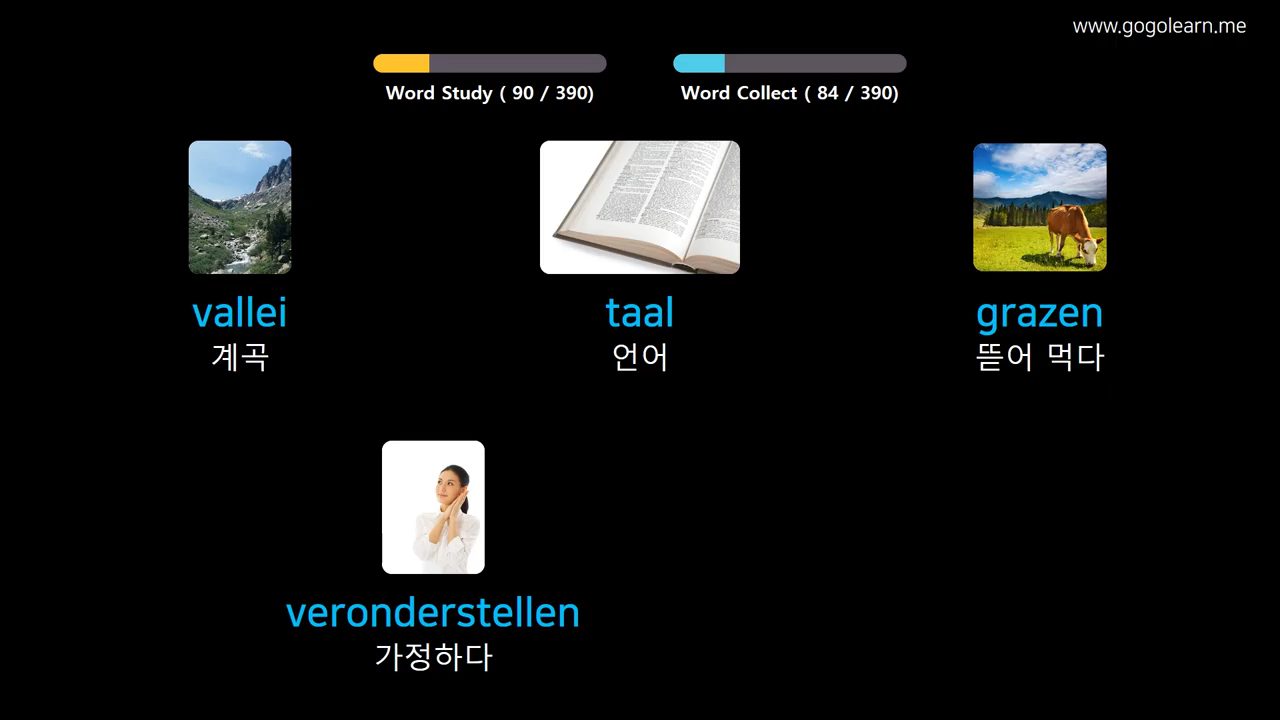 www.gogolearn.me
Word Study ( 90 / 390)
Word Collect ( 84 / 390)
vallei
계곡
taal
언어
grazen
뜯어 먹다
veronderstellen
가정하다